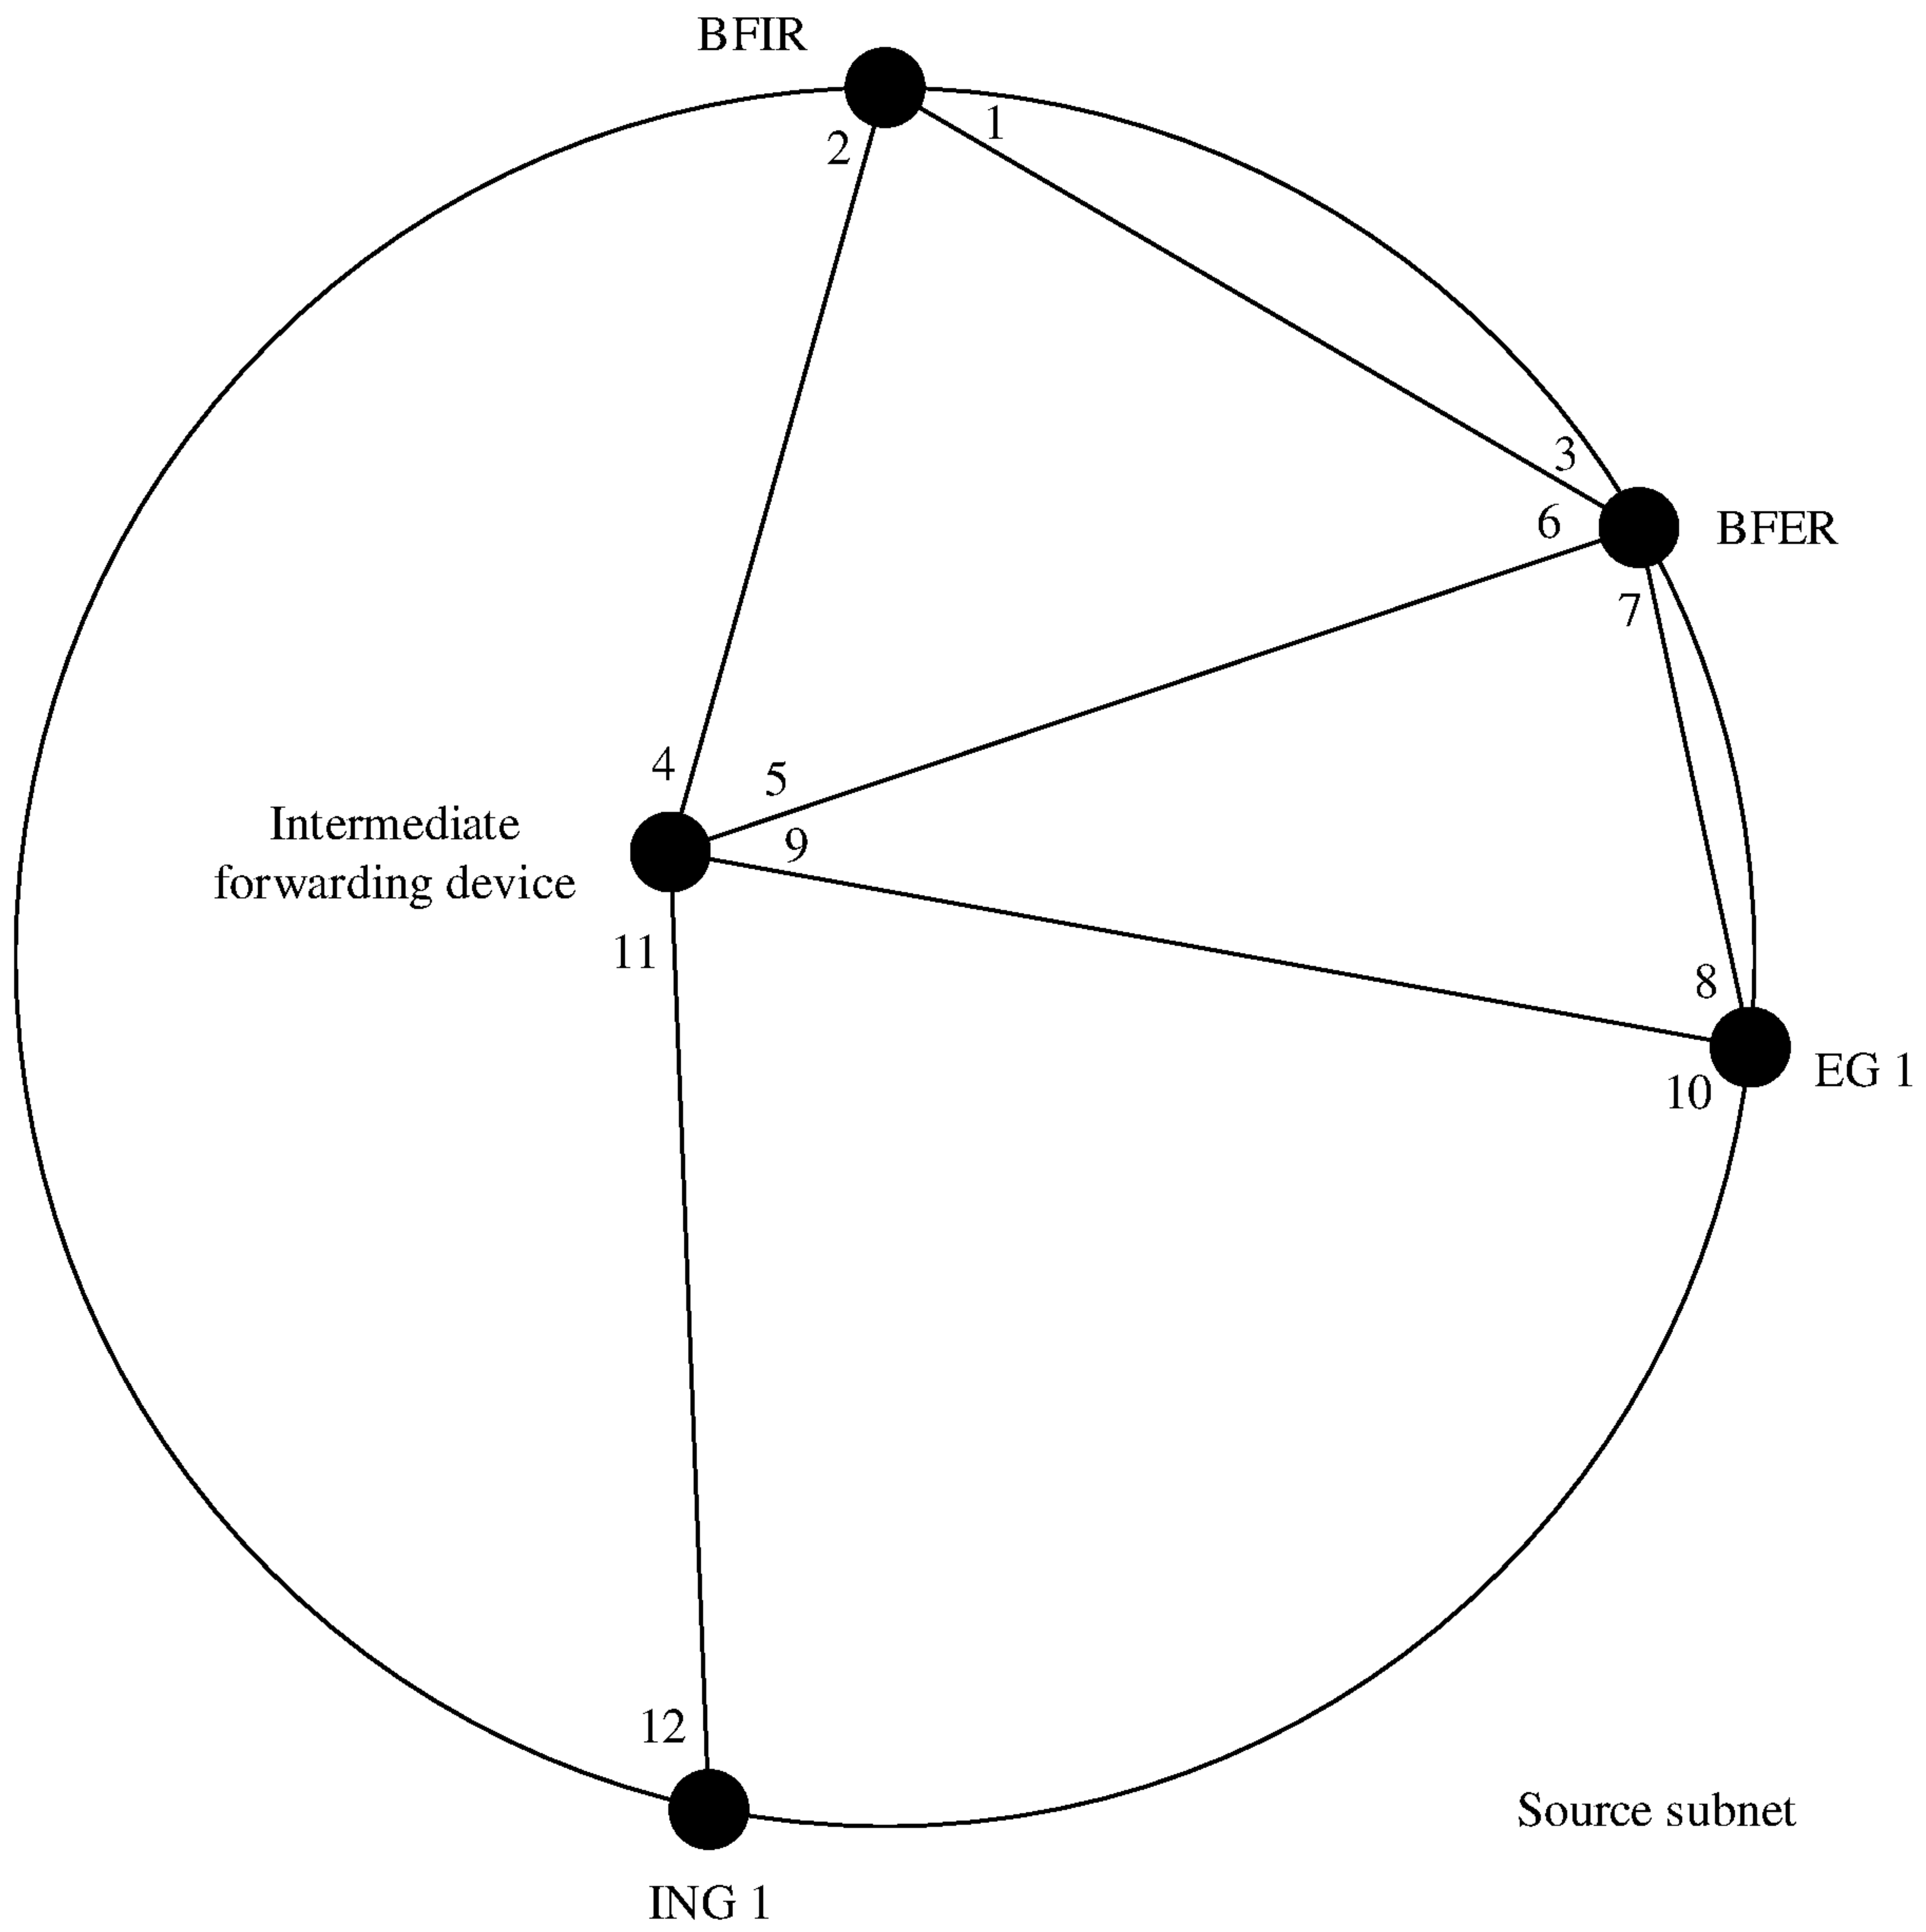 BFIR
1
2
3
6
BFER
7
4
5
Intermediate
forwarding device
9
11
8
10
EG 1
12
Source subnet
ING 1